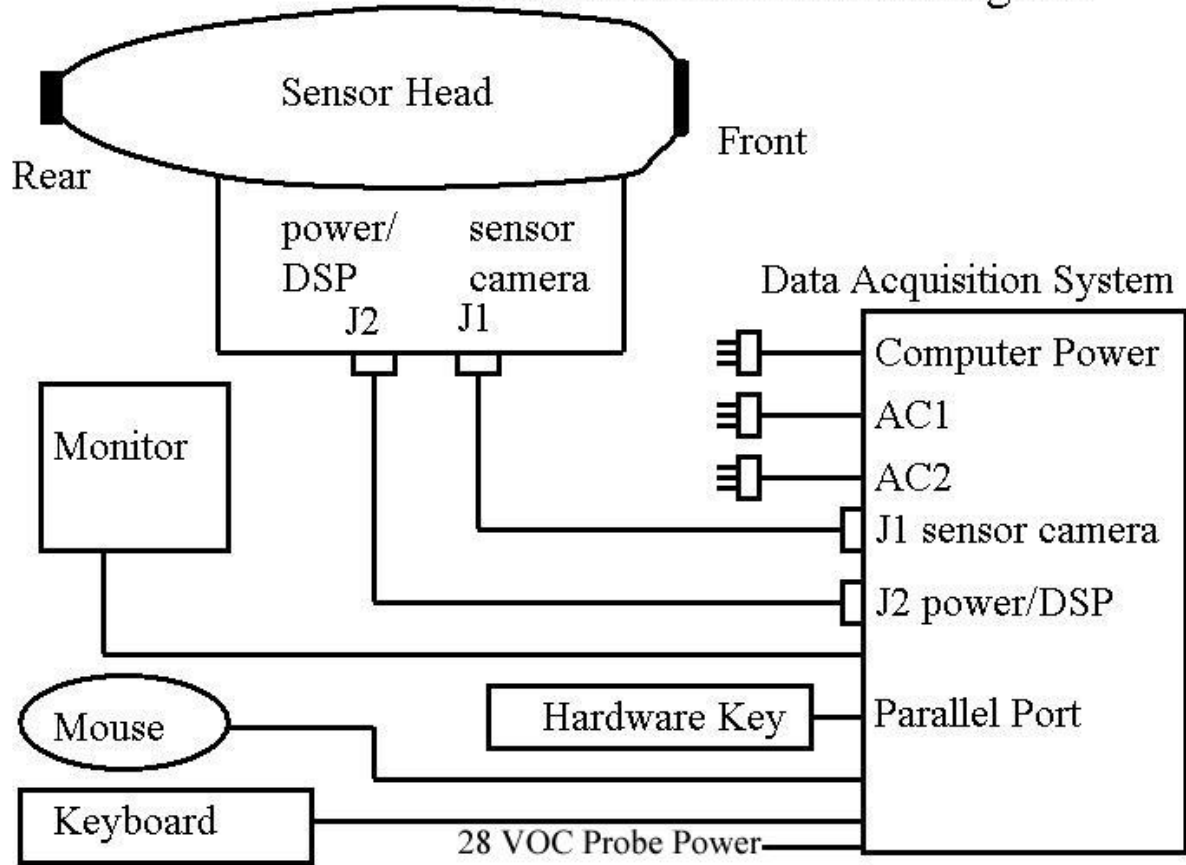 Sensor Head
Front
Rear
power/
DSP
J2
sensor
camera
J1
Data Acquisition System
Computer Power
AC1
AC2
J1 sensor camera
J2 power/DSP
Parallel Port
Monitor
Mouse
Hardware Key
Keyboard
28 VOC Probe Power